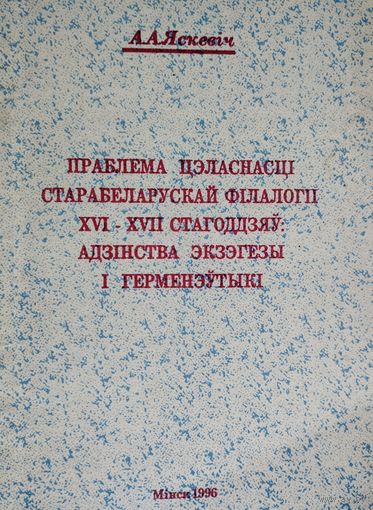 А.А.Яскевіч
ПРАБЛЕМА ЦЭЛАСНАСЦІ
СТАРАБЕЛАРУСКАЙ ФІЛАЛОГІІ
XVI - XVII СТАГОДДЗЯЎ:
АДЗІНСТВА ЭКЗЭГЕЗЫ
І ГЕРМЕНЭЎТЫКІ
Мінск 1996